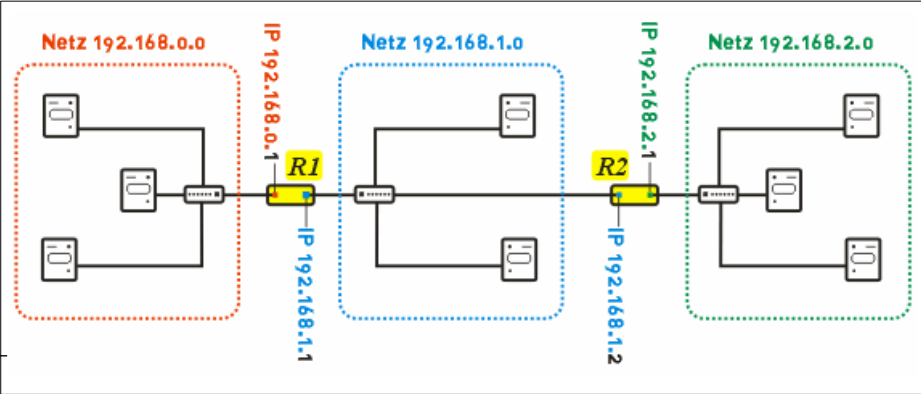 Netz 192.168.0.0
IP 192.168.0.1
R1
IP 192.168.1.1
Netz 192.168.1.0
IP 192.168.2.1
R2
IP 192.168.1.2
Netz 192.168.2.0